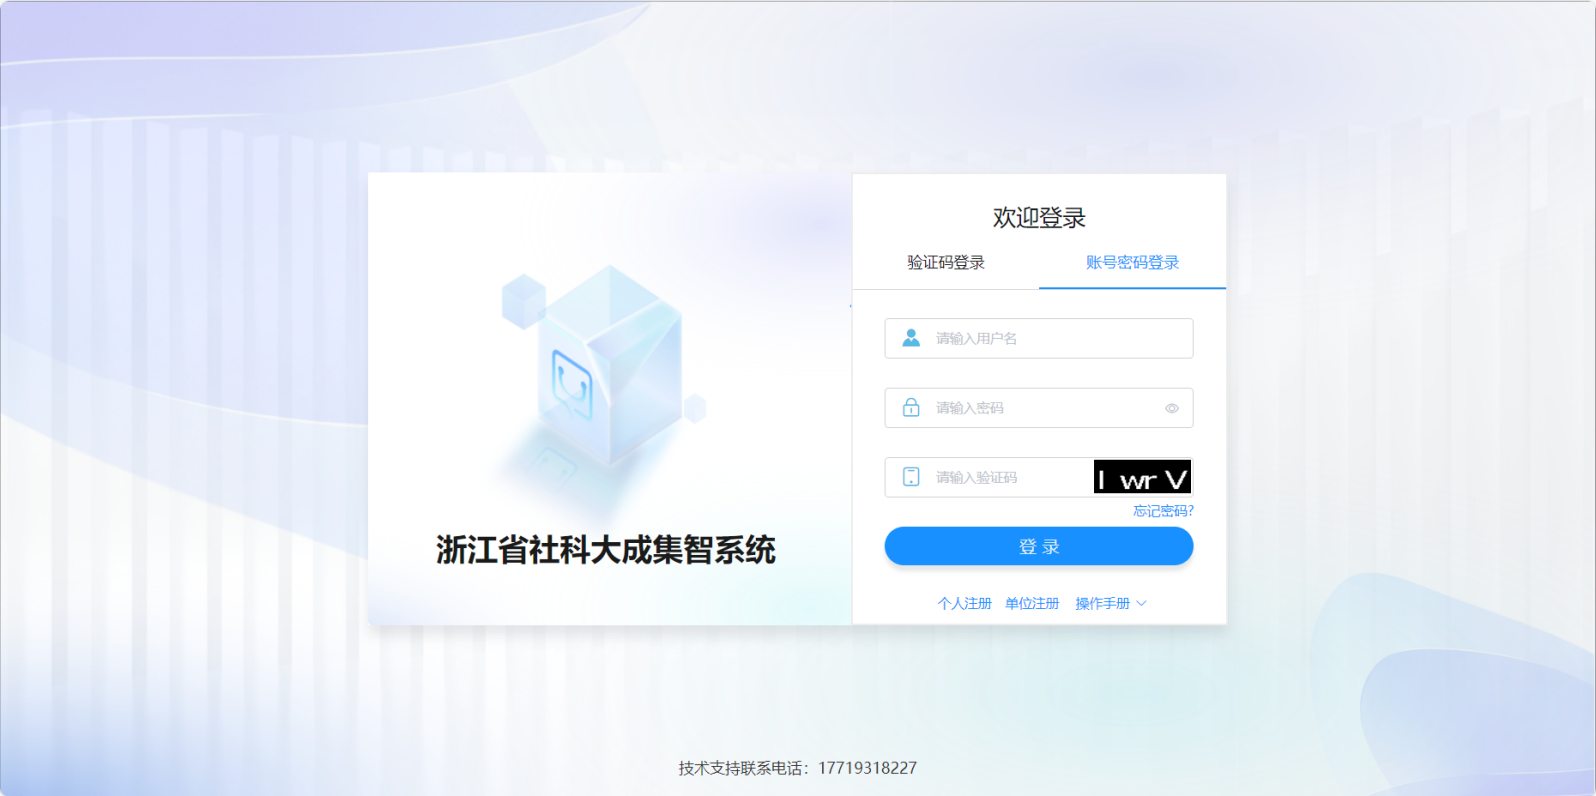 欢迎登录
验证码登录 账号密码登录
请输入用户名
请输入密码
请输入验证码
wr V
忘记密码?
登 录
个人注册 单位注册 操作手册
浙江省社科大成集智系统
技术支持联系电话：17719318227